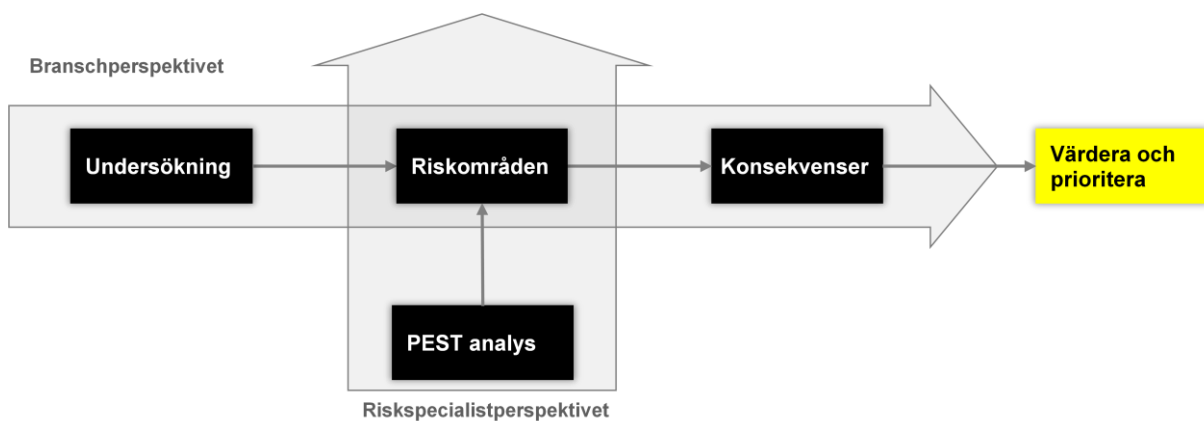 Branschperspektivet
Undersökning
Riskområden
Konsekvenser
Värdera och
prioritera
PEST analys
Riskspecialistperspektivet